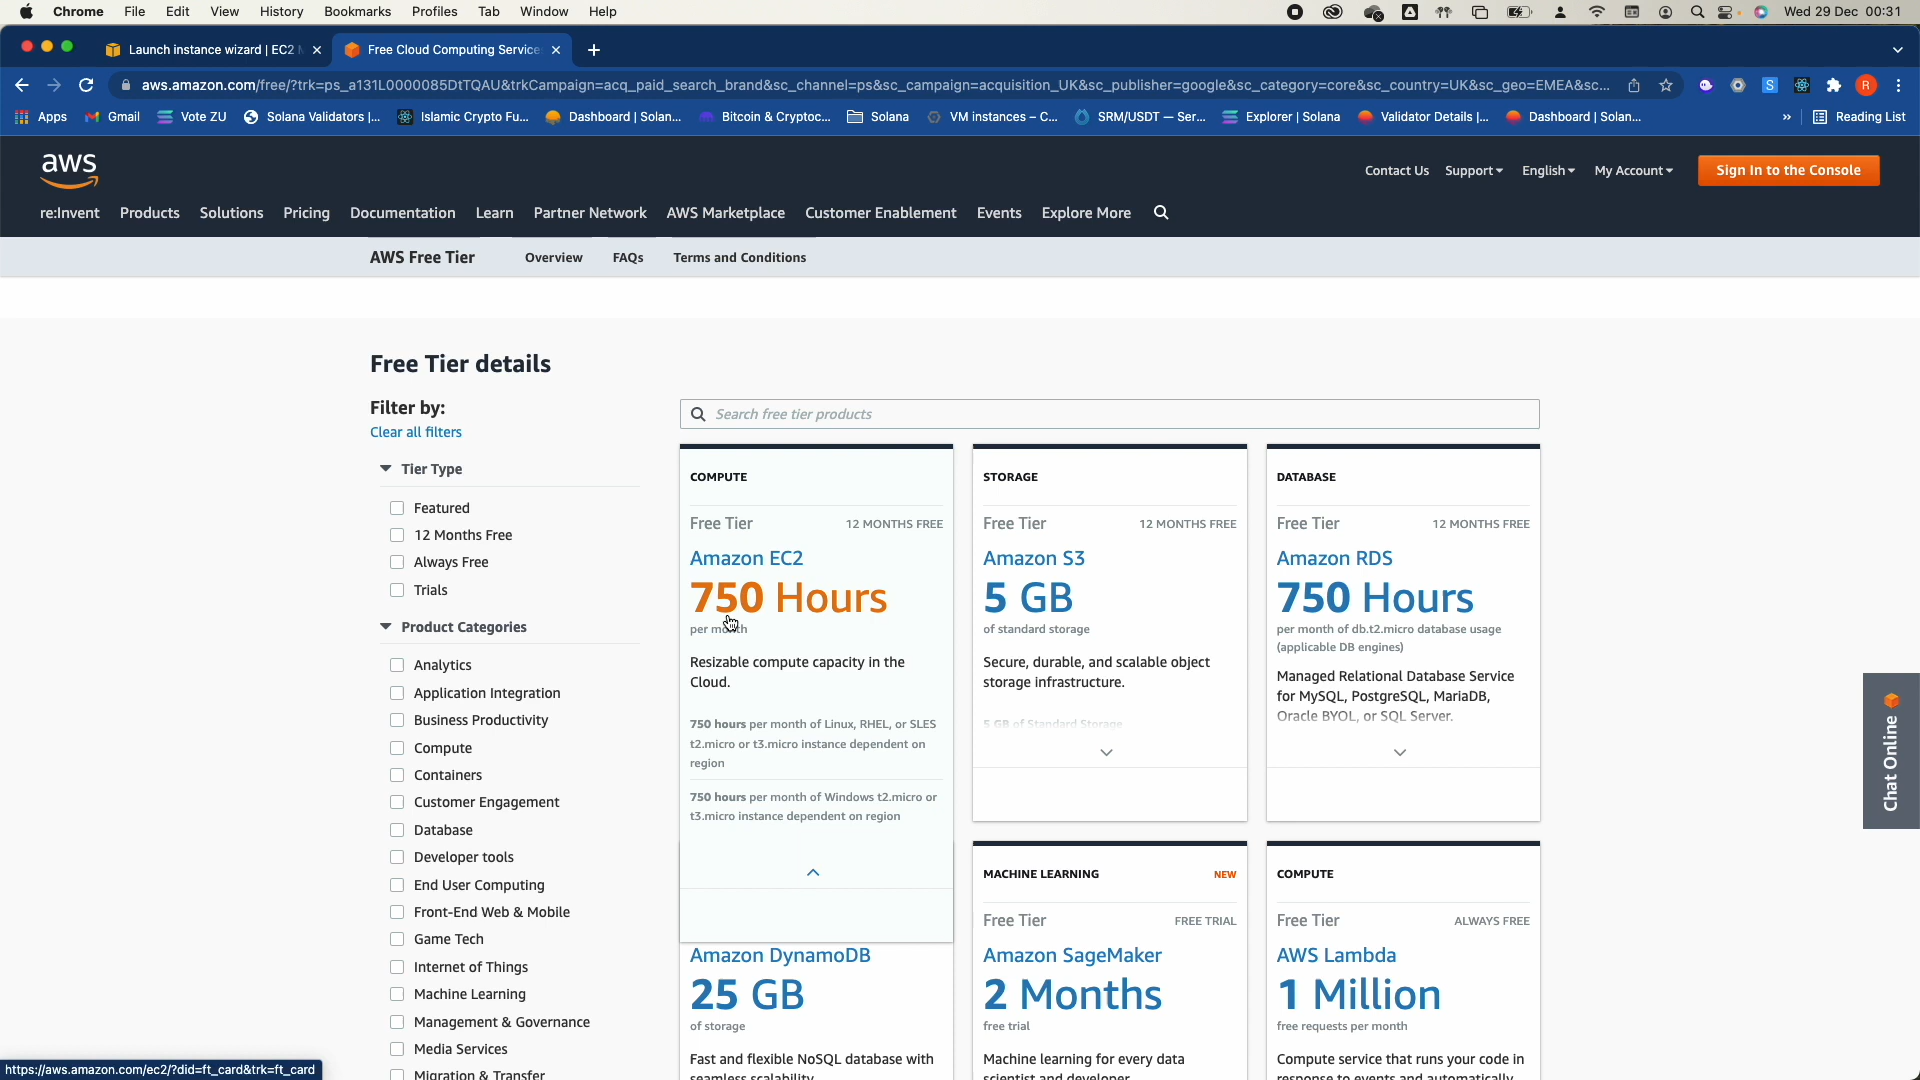 Chrome File Edit View History Bookmarks Profiles Tab Window Help
Wed 29 Dec 00:31
Launch instance wizard | EC2
Free Cloud Computing Service
aws.amazon.com/free/?trk=ps_a131L0000085DtTQAU&trkCampaign=acq_paid_search_brand&sc_channel=ps&sc_campaign=acquisition_UK&sc_publisher=google&sc_category=core&sc_country=UK&sc_geo=EMEA&sc...
R
Apps Gmail Vote ZU Solana Validators |... Islamic Crypto Fu... Dashboard | Solan... Bitcoin & Cryptoc... Solana VM instances – C... SRM/USDT — Ser... Explorer | Solana Validator Details |... Dashboard | Solan... » Reading List
aws
Contact Us Support English My Account Sign In to the Console
re:Invent Products Solutions Pricing Documentation Learn Partner Network AWS Marketplace Customer Enablement Events Explore More
AWS Free Tier Overview FAQs Terms and Conditions
Free Tier details
Filter by:
Clear all filters
Tier Type
Featured
12 Months Free
Always Free
Trials
Product Categories
Analytics
Application Integration
Business Productivity
Compute
Containers
Customer Engagement
Database
Developer tools
End User Computing
Front-End Web & Mobile
Game Tech
Internet of Things
Machine Learning
Management & Governance
Media Services
Migration & Transfer
Search free tier products
COMPUTE
Free Tier 12 MONTHS FREE
Amazon EC2
750 Hours
per month
Resizable compute capacity in the
Cloud.
750 hours per month of Linux, RHEL, or SLES
t2.micro or t3.micro instance dependent on
region
750 hours per month of Windows t2.micro or
t3.micro instance dependent on region
STORAGE
Free Tier 12 MONTHS FREE
Amazon S3
5 GB
of standard storage
Secure, durable, and scalable object
storage infrastructure.
5 GB of Standard Storage
DATABASE
Free Tier 12 MONTHS FREE
Amazon RDS
750 Hours
per month of db.t2.micro database usage
(applicable DB engines)
Managed Relational Database Service
for MySQL, PostgreSQL, MariaDB,
Oracle BYOL, or SQL Server.
Amazon DynamoDB
25 GB
of storage
Fast and flexible NoSQL database with
seamless scalability
MACHINE LEARNING NEW
Free Tier FREE TRIAL
Amazon SageMaker
2 Months
free trial
Machine learning for every data
scientist and developer
COMPUTE
Free Tier ALWAYS FREE
AWS Lambda
1 Million
free requests per month
Compute service that runs your code in
response to events and automatically
Chat Online
https://aws.amazon.com/ec2/?did=ft_card&trk=ft_card